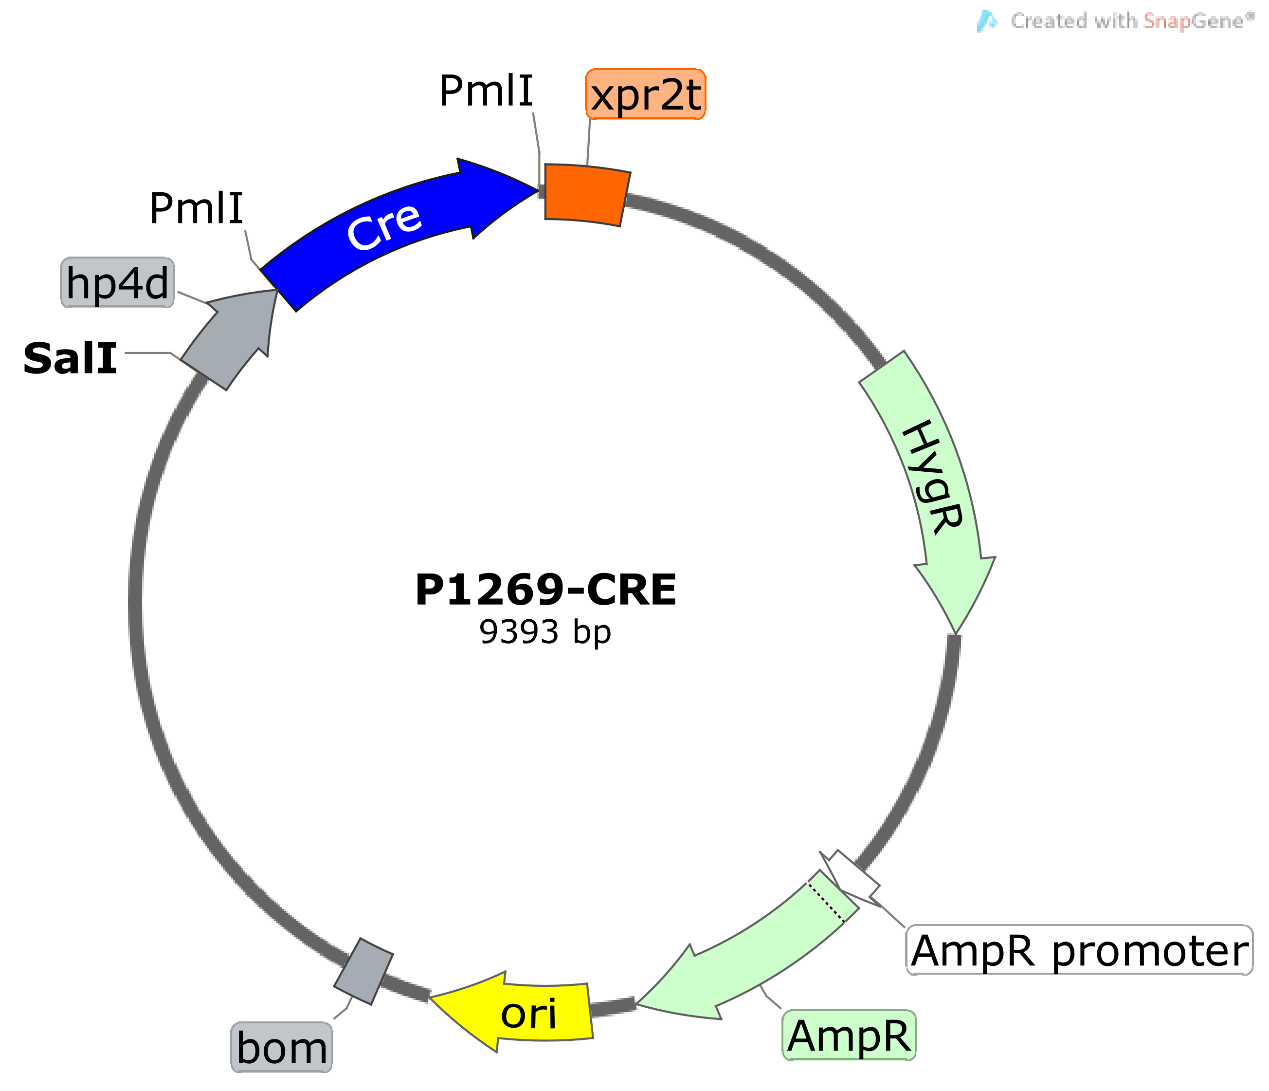 Created with SnapGene®
PmlI
xpr2t
PmlI
Cre
hp4d
SalI
HygR
P1269-CRE
9393 bp
AmpR promoter
ori
AmpR
bom